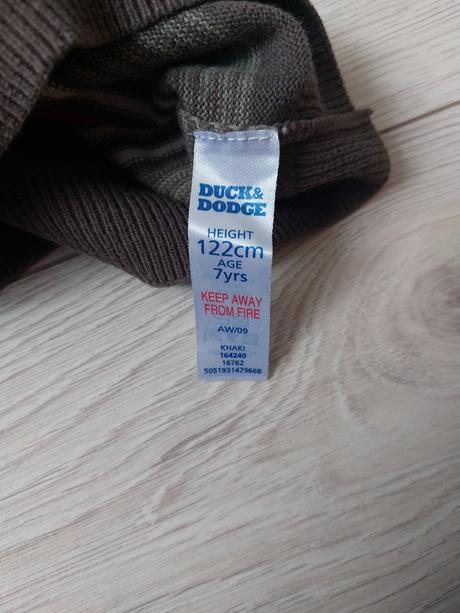 DUCK&
DODGE
HEIGHT
122cm
AGE
7yrs
KEEP AWAY
FROM FIRE
AW/09
KHAKI
164240
16762
5051931479668